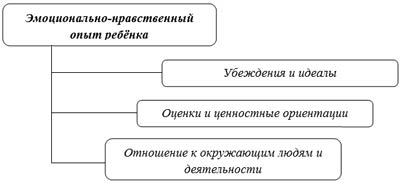 Эмоционально-нравственный
опыт ребёнка
Убеждения и идеалы
Оценки и ценностные ориентации
Отношение к окружающим людям и
деятельности